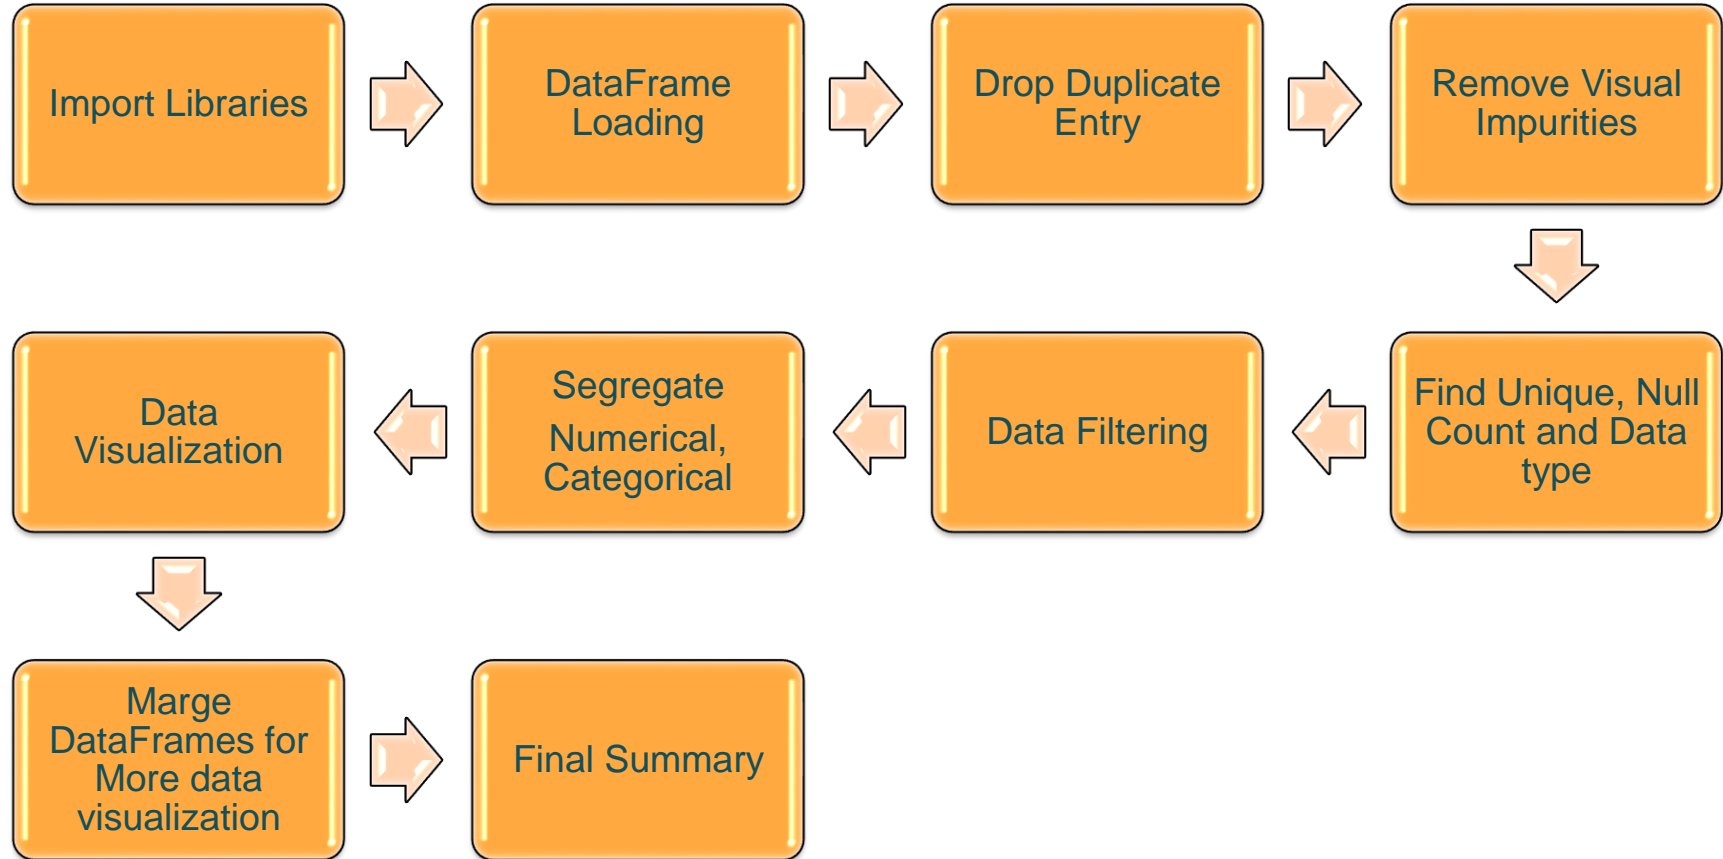 Import Libraries
DataFrame
Loading
Drop Duplicate
Entry
Remove Visual
Impurities
Find Unique, Null
Count and Data
type
Data Filtering
Segregate
Numerical,
Categorical
Data
Visualization
Marge
DataFrames for
More data
visualization
Final Summary